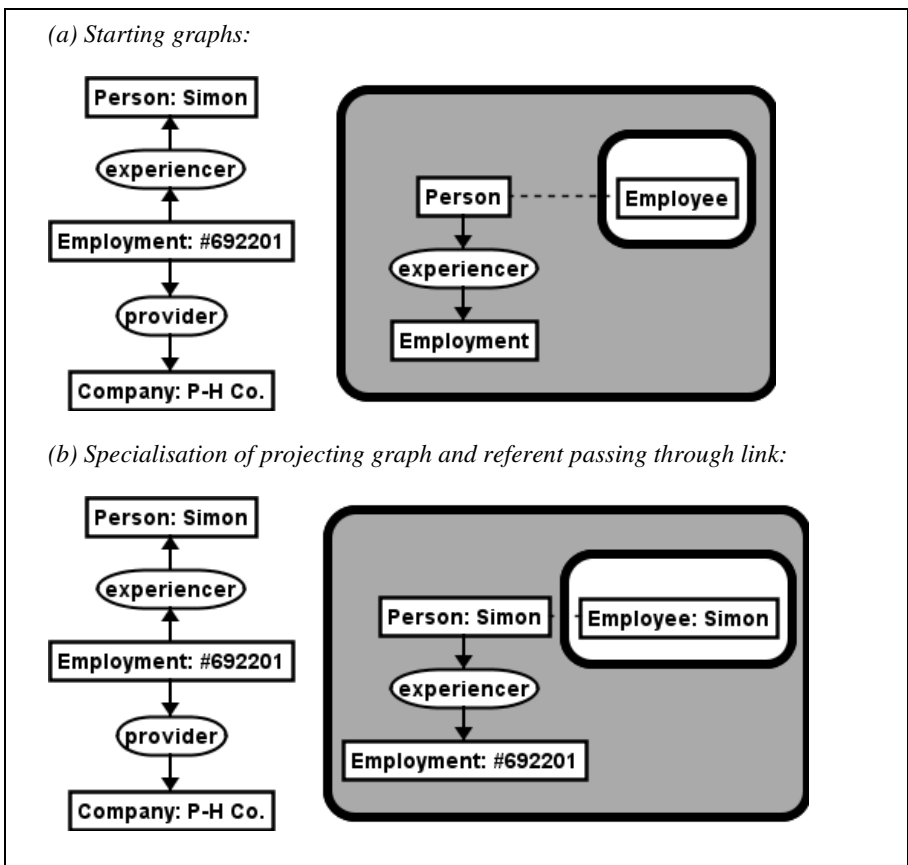 (a) Starting graphs:
Person: Simon
experiencer
Employment: #692201
provider
Company: P-H Co.
Person
Employee
experiencer
Employment
(b) Specialisation of projecting graph and referent passing through link:
Person: Simon
experiencer
Employment: #692201
provider
Company: P-H Co.
Person: Simon
Employee: Simon
experiencer
Employment: #692201